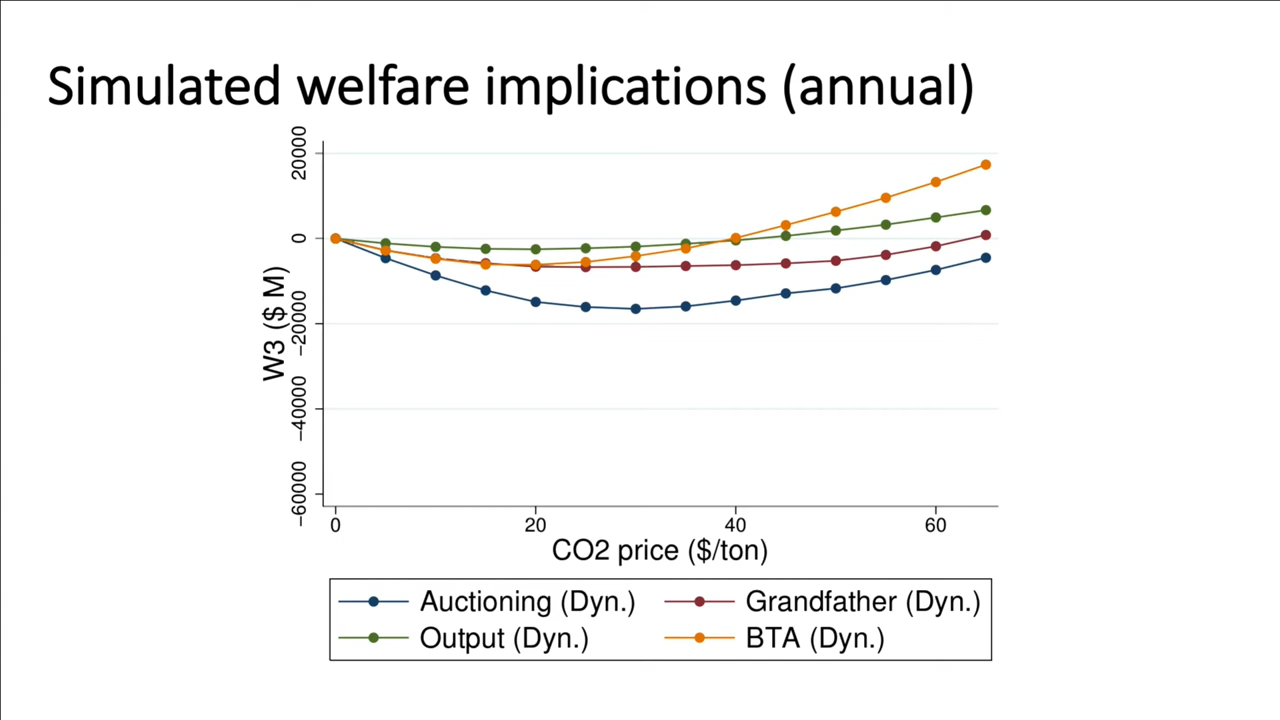 Simulated welfare implications (annual)
20000
0
−20000
−40000
−60000
W3 ($ M)
0 20 40 60
CO2 price ($/ton)
Auctioning (Dyn.) Grandfather (Dyn.)
Output (Dyn.) BTA (Dyn.)